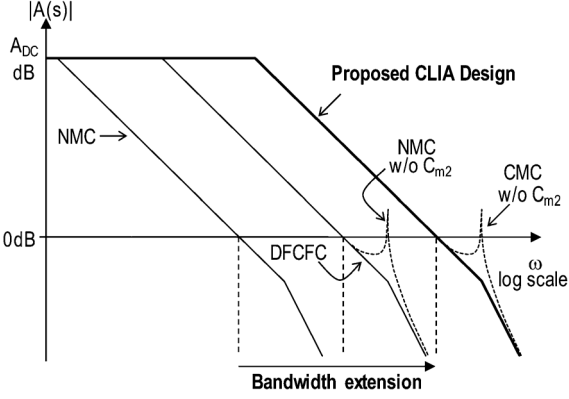 |A(s)|
A_DC
dB
Proposed CLIA Design
NMC
NMC
w/o C_m2
CMC
w/o C_m2
0dB
DFCFC
ω
log scale
Bandwidth extension